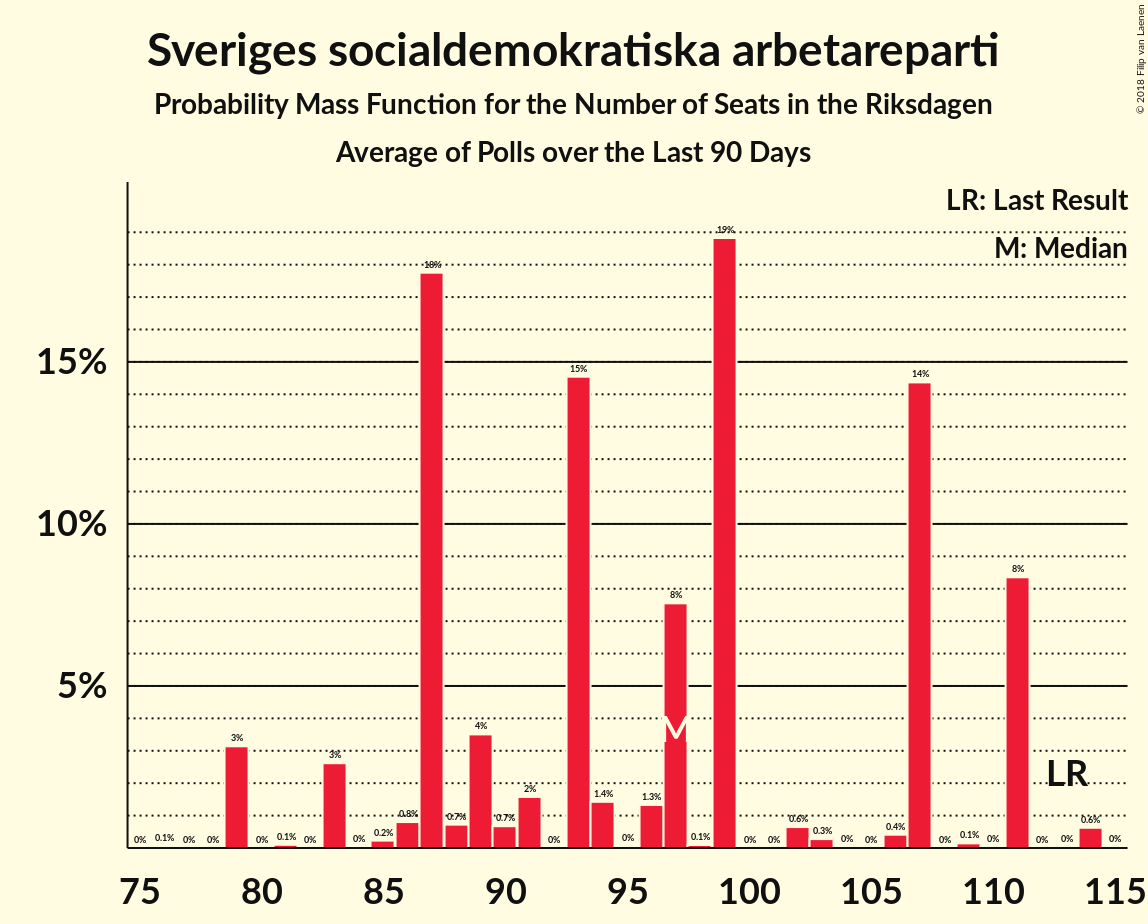 Sveriges socialdemokratiska arbetareparti
Probability Mass Function for the Number of Seats in the Riksdagen
Average of Polls over the Last 90 Days
© 2018 Filip van Laenen
LR: Last Result
M: Median
15%
10%
5%
0% 0.1% 0% 0% 3% 0% 0.1% 0% 3% 0% 0.2% 0.8% 18% 0.7% 4% 0.7% 2% 0% 15% 1.4% 0% 1.3% 8% 0.1% 19% 0% 0% 0.6% 0.3% 0% 0% 0.4% 14% 0% 0.1% 0% 8% 0% 0% 0.6% 0%
M
LR
75 80 85 90 95 100 105 110 115